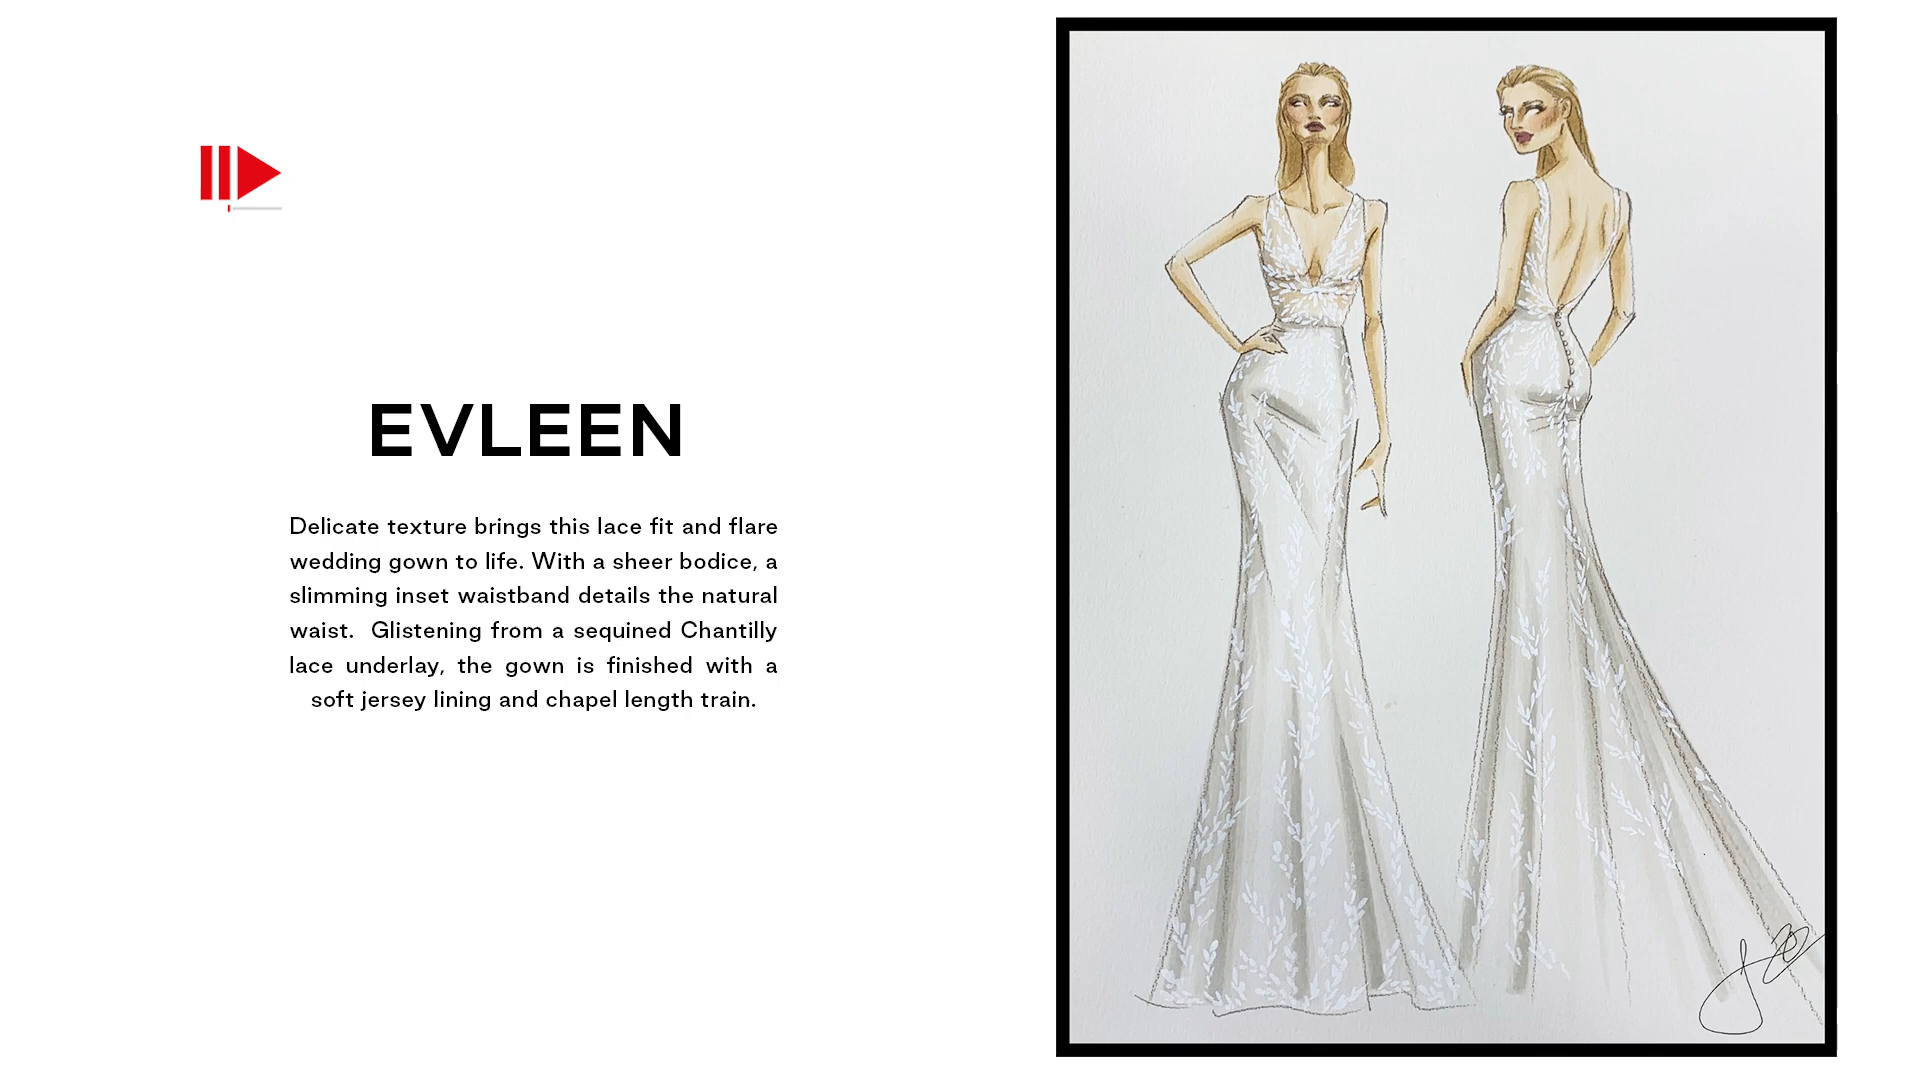 EVLEEN
Delicate texture brings this lace fit and flare
wedding gown to life. With a sheer bodice, a
slimming inset waistband details the natural
waist.  Glistening from a sequined Chantilly
lace underlay, the gown is finished with a
soft jersey lining and chapel length train.